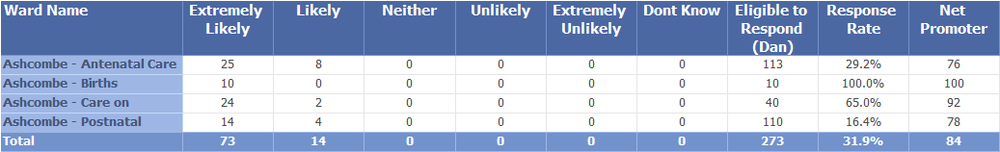 Ward Name Extremely Likely Likely Neither Unlikely Extremely Unlikely Dont Know Eligible to Respond (Dan) Response Rate Net Promoter
Ashcombe - Antenatal Care 25 8 0 0 0 0 113 29.2% 76
Ashcombe - Births 10 0 0 0 0 0 10 100.0% 100
Ashcombe - Care on 24 2 0 0 0 0 40 65.0% 92
Ashcombe - Postnatal 14 4 0 0 0 0 110 16.4% 78
Total 73 14 0 0 0 0 273 31.9% 84